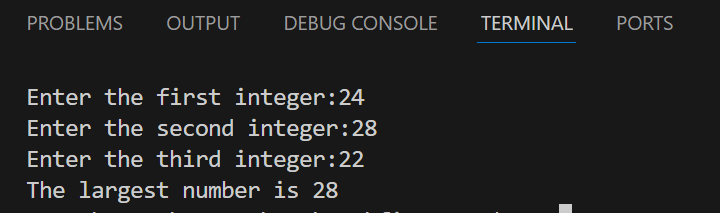 PROBLEMS OUTPUT DEBUG CONSOLE TERMINAL PORTS
Enter the first integer:24
Enter the second integer:28
Enter the third integer:22
The largest number is 28